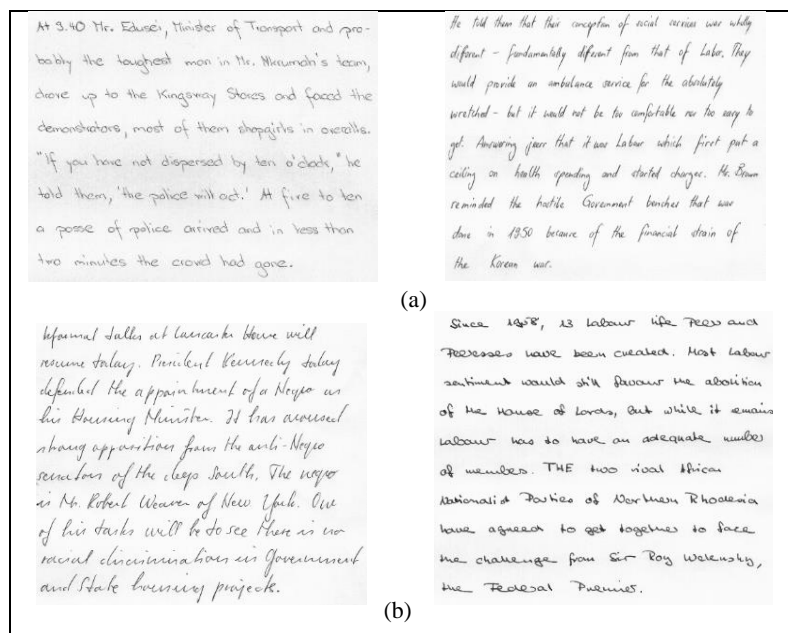 At 3.40 Mr. Edusei, Minister of Transport and pro-
bably the toughest man in Mr. Nkrumah's team,
drove up to the Kingsway Stores and faced the
demonstrators, most of them shopgirls in overalls.
"If you have not dispersed by ten o'clock," he
told them, 'the police will act.' At five to ten
a posse of police arrived and in less than
two minutes the crowd had gone.
He told them that their conception of social services was wholly
different - fundamentally different from that of Labor. They
would provide an ambulance service for the absolutely
wretched - but it would not be too comfortable nor too easy to
get. Answering jeers that it was Labour which first put a
ceiling on health spending and started charges. Mr. Brown
reminded the hostile Government benches that was
done in 1950 because of the financial strain of
the Korean war.
(a)
Informal talks at Lancaster House will
resume today. President Kennedy today
defended the appointment of a Negro as
his Housing Minister. It has aroused
strong opposition from the anti-Negro
senators of the deep South. The negro
is Mr. Robert Weaver of New York. One
of his tasks will be to see there is no
racial discrimination in Government
and State housing projects.
Since 1958, 13 Labour life Peers and
Peeresses have been created. Most Labour
sentiment would still favour the abolition
of the House of Lords, but while it remains
Labour has to have an adequate number
of members. THE two rival African
Nationalist Parties of Northern Rhodesia
have agreed to get together to face
the challenge from Sir Roy Welensky,
the Federal Premier.
(b)